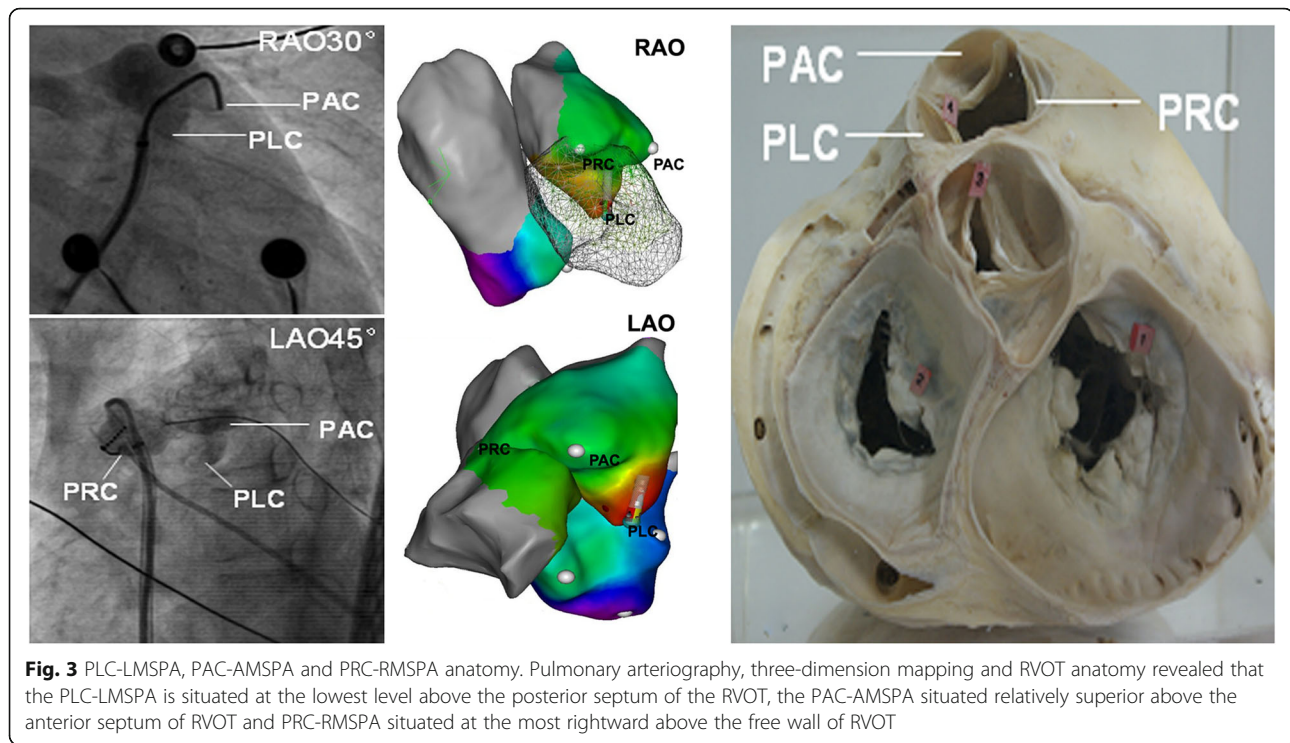 RAO30°
PAC
PLC
LAO45°
PAC
PRC
PLC
RAO
PRC
PAC
PLC
LAO
PRC
PAC
PLC
PAC
PLC
PRC
4
3
2
1
Fig. 3 PLC-LMSPA, PAC-AMSPA and PRC-RMSPA anatomy. Pulmonary arteriography, three-dimension mapping and RVOT anatomy revealed that
the PLC-LMSPA is situated at the lowest level above the posterior septum of the RVOT, the PAC-AMSPA situated relatively superior above the
anterior septum of RVOT and PRC-RMSPA situated at the most rightward above the free wall of RVOT